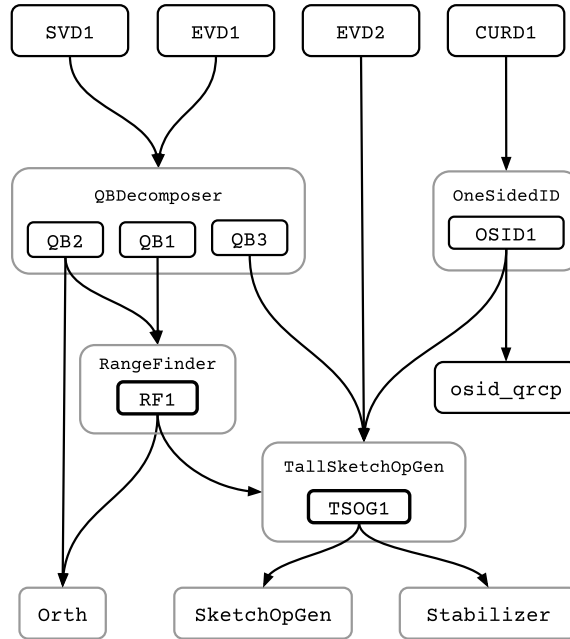 SVD1 EVD1 EVD2 CURD1
QBDecomposer
OneSidedID
QB2 QB1 QB3
OSID1
RangeFinder
RF1
osid_qrcp
TallSketchOpGen
TSOG1
Orth SketchOpGen Stabilizer